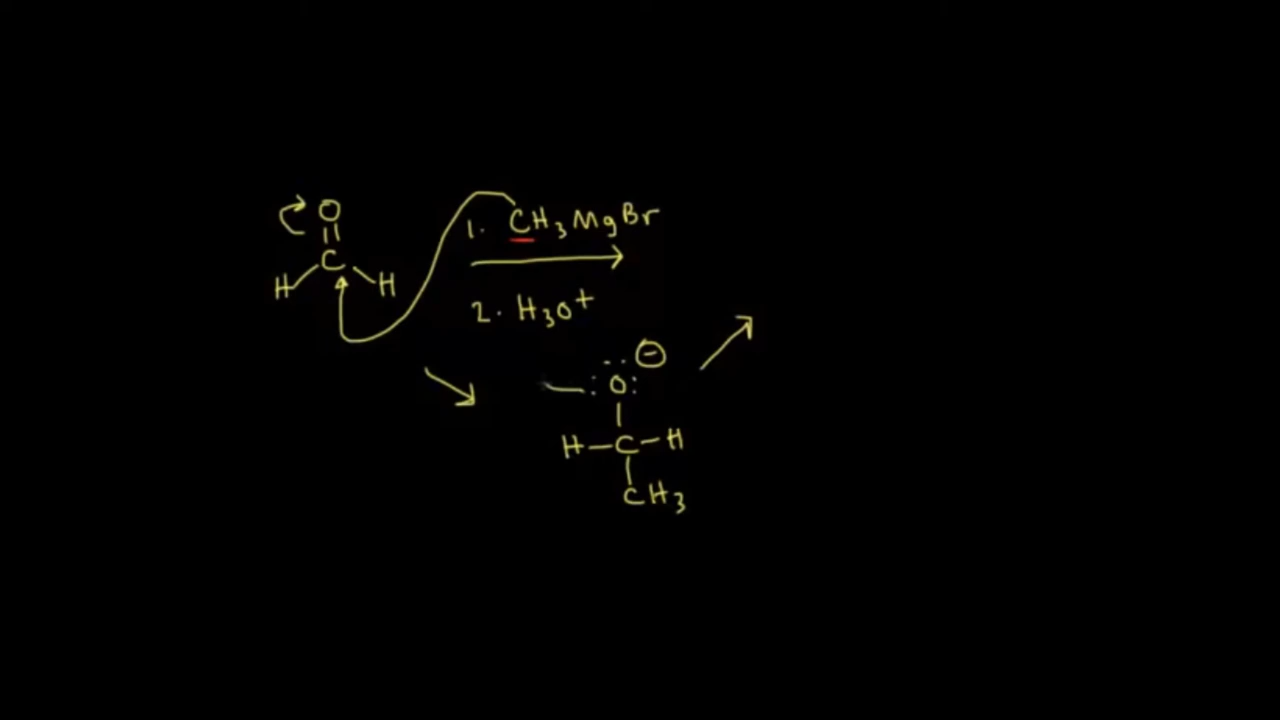 O
||
C
H H
1. CH3MgBr
2. H3O+
:O: ⊖
H—C—H
CH3